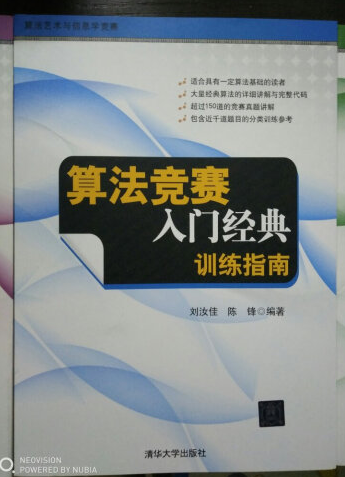 算法艺术与信息学竞赛
适合具有一定算法基础的读者
大量经典算法的详细讲解与完整代码
超过150道的竞赛真题讲解
包含近千道题目的分类训练参考
算法竞赛
入门经典
训练指南
刘汝佳 陈 锋◎编著
清华大学出版社
NEOVISION
POWERED BY NUBIA